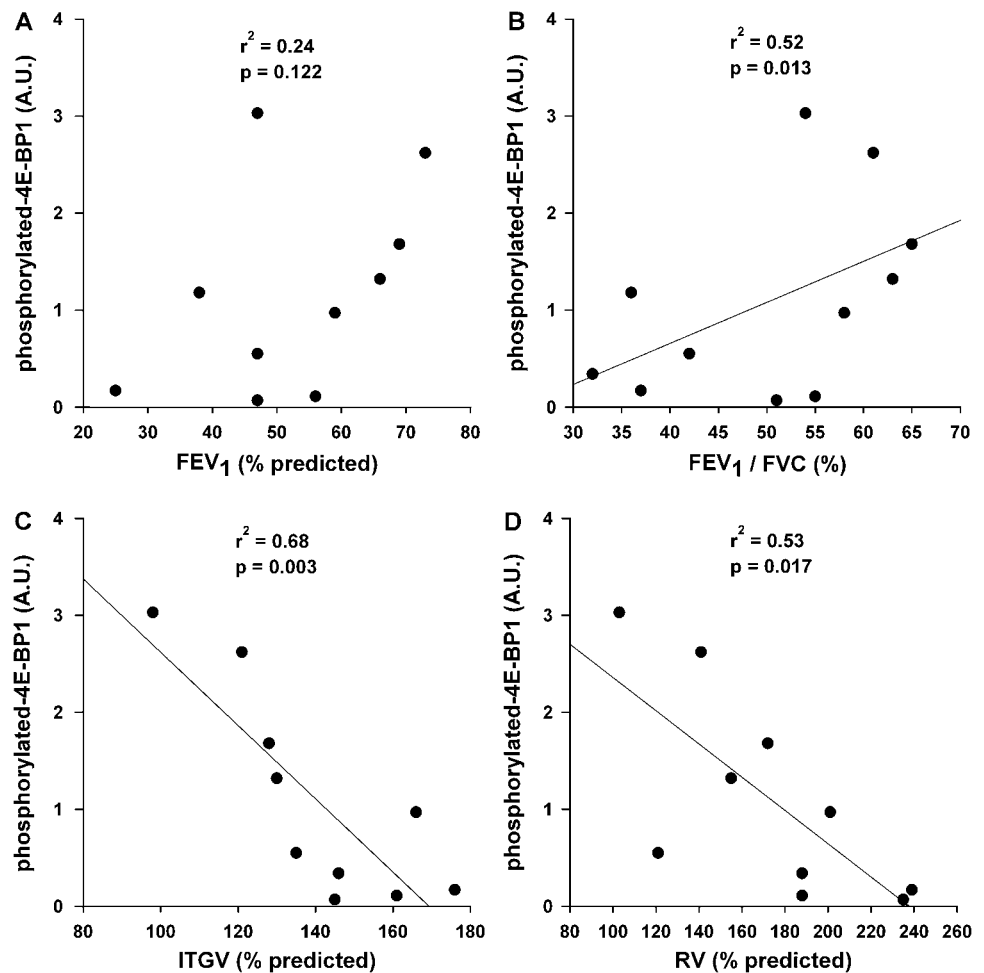 A
phosphorylated-4E-BP1 (A.U.)
r² = 0.24
p = 0.122
4
3
2
1
0
20 30 40 50 60 70 80
FEV₁ (% predicted)
B
phosphorylated-4E-BP1 (A.U.)
r² = 0.52
p = 0.013
4
3
2
1
0
30 35 40 45 50 55 60 65 70
FEV₁ / FVC (%)
C
phosphorylated-4E-BP1 (A.U.)
r² = 0.68
p = 0.003
4
3
2
1
0
80 100 120 140 160 180
ITGV (% predicted)
D
phosphorylated-4E-BP1 (A.U.)
r² = 0.53
p = 0.017
4
3
2
1
0
80 100 120 140 160 180 200 220 240 260
RV (% predicted)